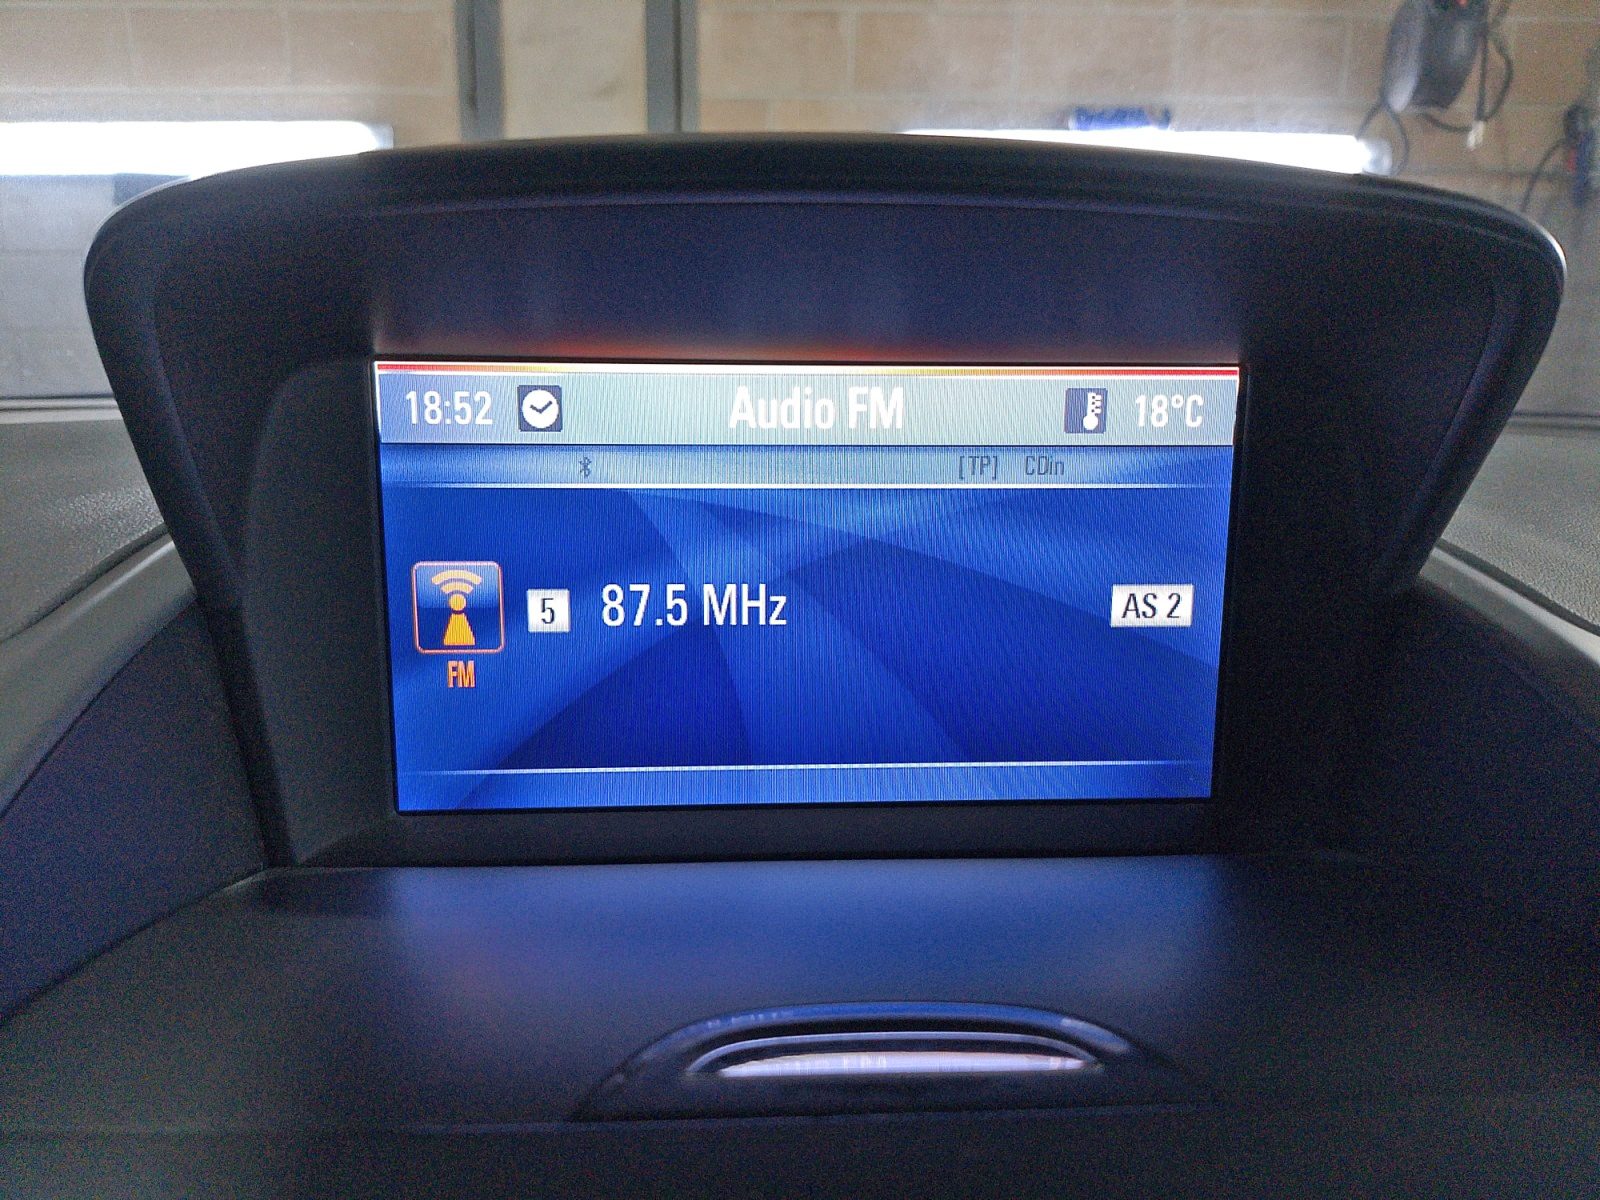 18:52 Audio FM 18°C
[TP] CDin
5 87.5 MHz AS 2
FM